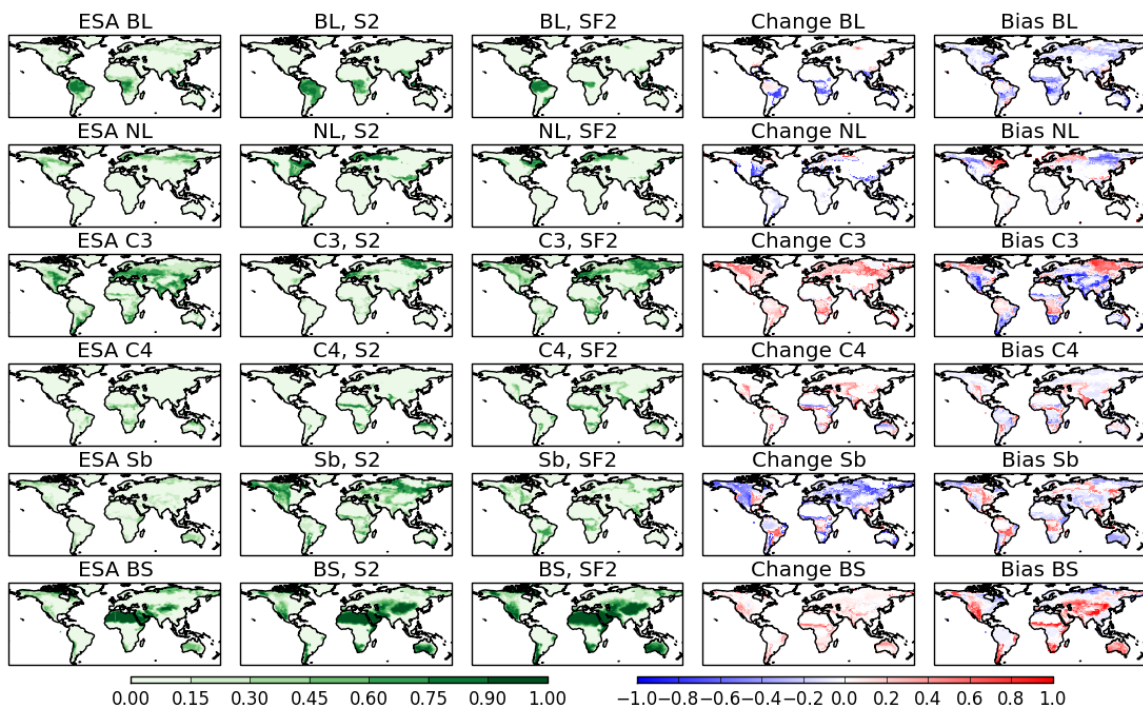 ESA BL BL, S2 BL, SF2 Change BL Bias BL
ESA NL NL, S2 NL, SF2 Change NL Bias NL
ESA C3 C3, S2 C3, SF2 Change C3 Bias C3
ESA C4 C4, S2 C4, SF2 Change C4 Bias C4
ESA Sb Sb, S2 Sb, SF2 Change Sb Bias Sb
ESA BS BS, S2 BS, SF2 Change BS Bias BS
0.00 0.15 0.30 0.45 0.60 0.75 0.90 1.00 −1.0 −0.8 −0.6 −0.4 −0.2 0.0 0.2 0.4 0.6 0.8 1.0